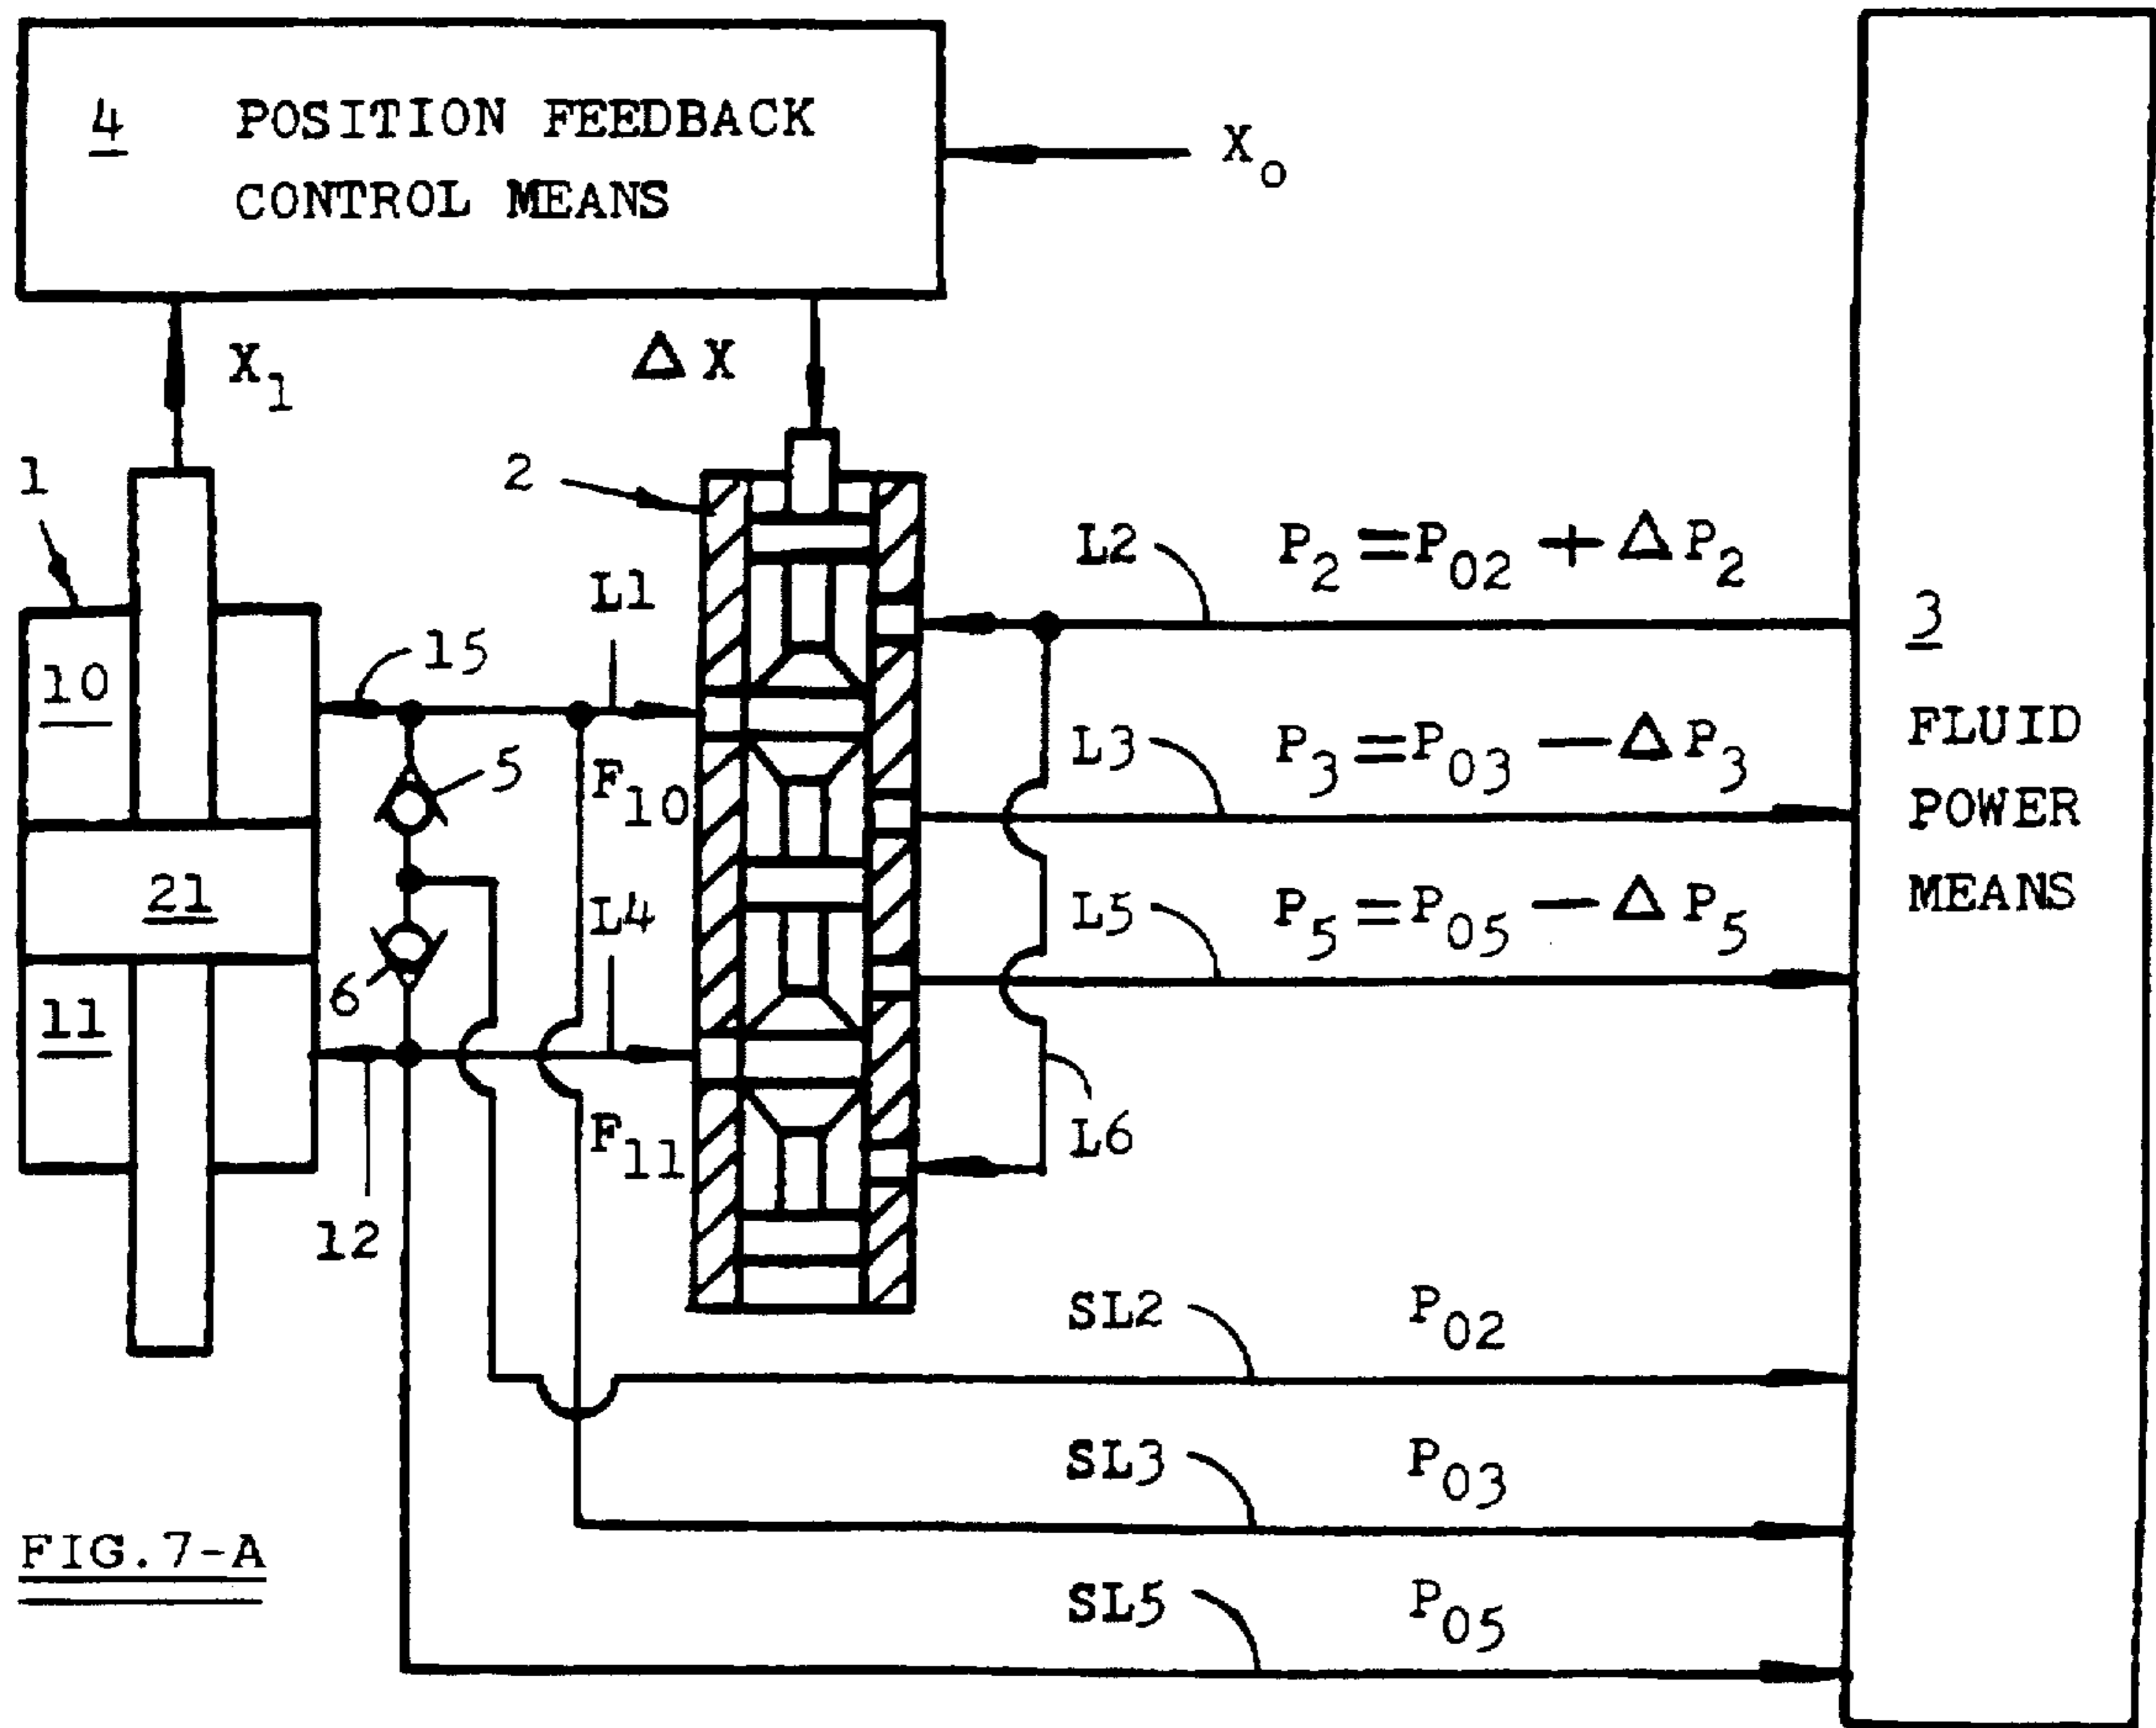 4 POSITION FEEDBACK
CONTROL MEANS
X₀
X₁
ΔX
1
2
L2
P₂=P₀₂+ΔP₂
3
L1
15
10
5
F₁₀
L3
P₃=P₀₃−ΔP₃
FLUID
POWER
MEANS
21
L4
L5
P₅=P₀₅−ΔP₅
6
11
F₁₁
L6
12
SL2
P₀₂
SL3
P₀₃
FIG.7-A
SL5
P₀₅